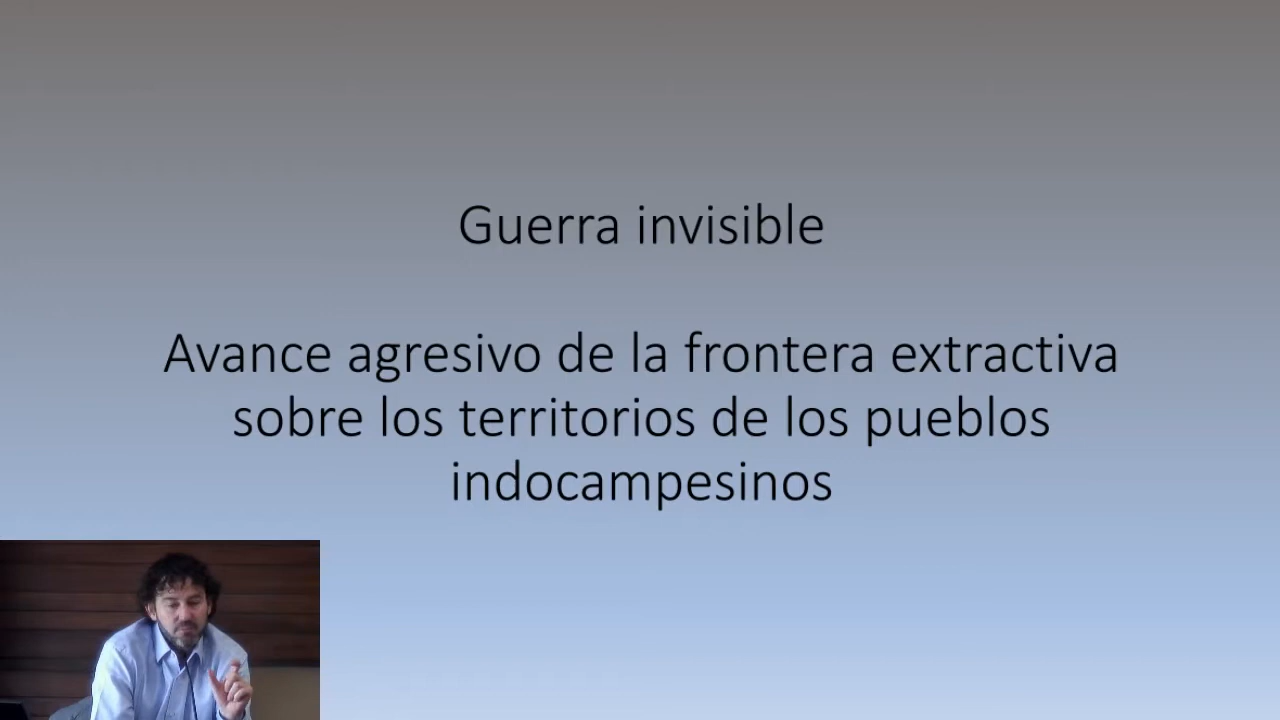 Guerra invisible
Avance agresivo de la frontera extractiva
sobre los territorios de los pueblos
indocampesinos